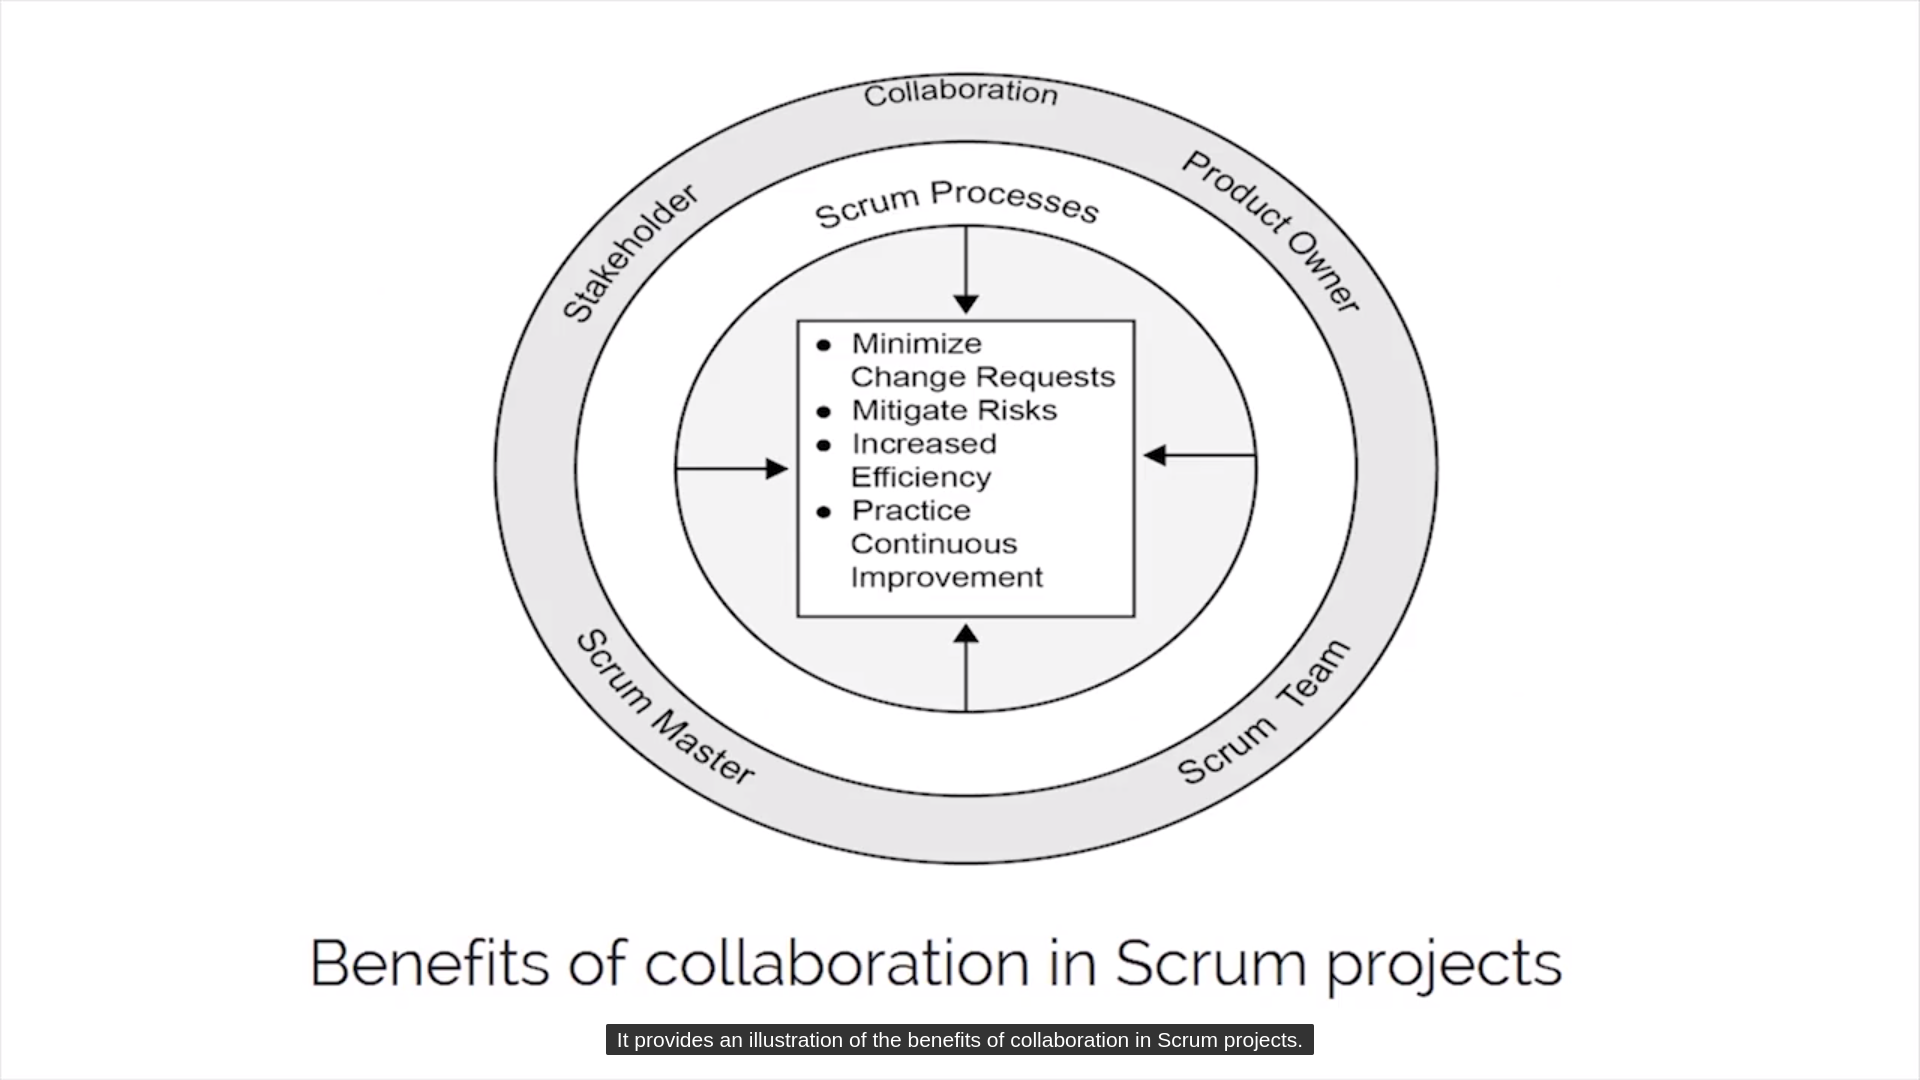 Collaboration
Stakeholder
Product Owner
Scrum Processes
● Minimize
Change Requests
● Mitigate Risks
● Increased
Efficiency
● Practice
Continuous
Improvement
Scrum Master
Scrum Team
Benefits of collaboration in Scrum projects
It provides an illustration of the benefits of collaboration in Scrum projects.